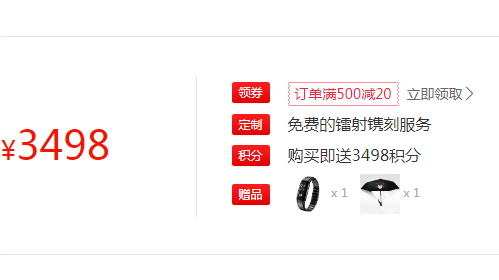 ¥3498
领券 订单满500减20 立即领取
定制 免费的镭射镌刻服务
积分 购买即送3498积分
赠品 x 1 x 1